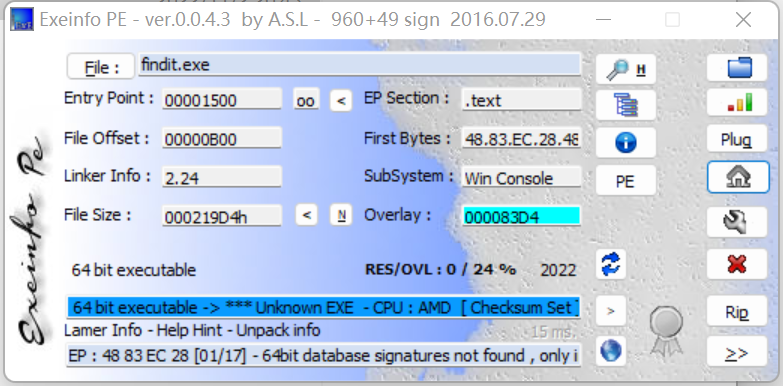 Exeinfo PE - ver.0.0.4.3 by A.S.L - 960+49 sign 2016.07.29
File : findit.exe H
Entry Point : 00001500 oo < EP Section : .text
File Offset : 00000B00 First Bytes : 48.83.EC.28.48 Plug
Linker Info : 2.24 SubSystem : Win Console PE
File Size : 000219D4h < N Overlay : 000083D4
64 bit executable RES/OVL : 0 / 24 % 2022
64 bit executable -> *** Unknown EXE - CPU : AMD [ Checksum Set ] > Rip
Lamer Info - Help Hint - Unpack info 15 ms.
EP : 48 83 EC 28 [01/17] - 64bit database signatures not found , only i >>
Exeinfo Pe